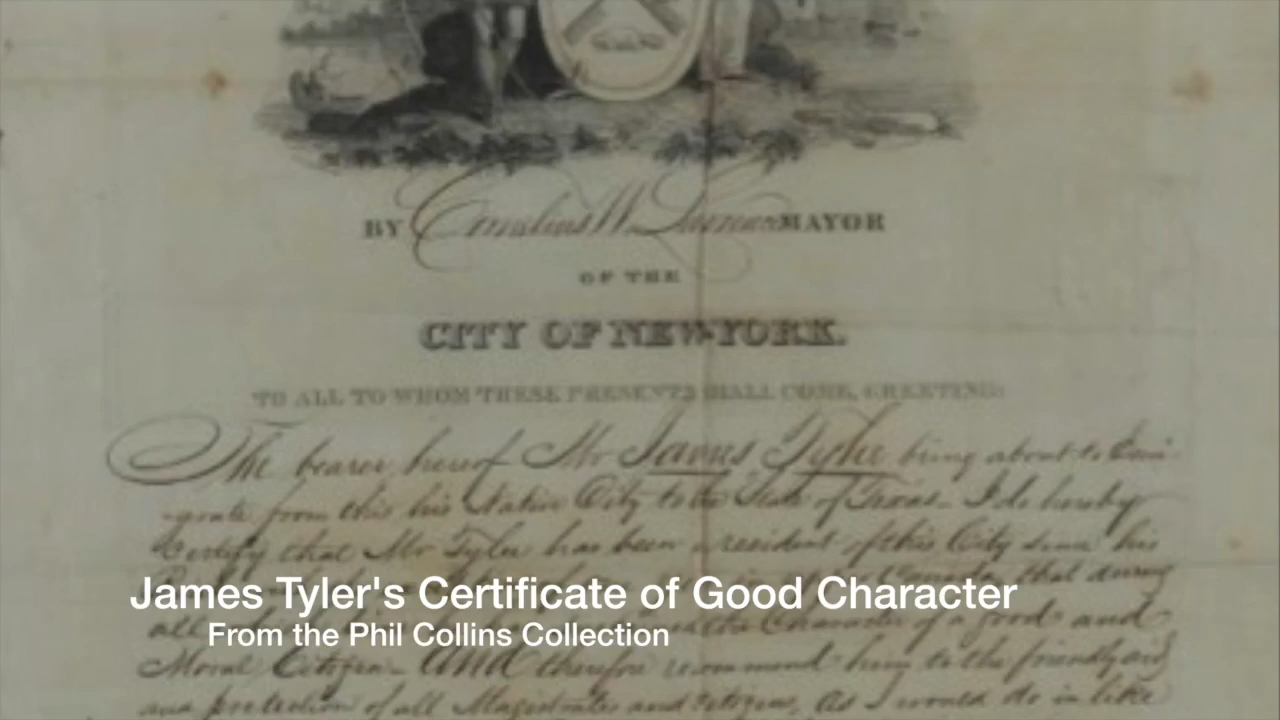 BY Cornelius W. Lawrence MAYOR
OF THE
CITY OF NEW-YORK.
TO ALL TO WHOM THESE PRESENTS SHALL COME, GREETING:
The bearer hereof Mr James Tyler being about to Emi-
-grate from this his Native City to the State of Texas - I do hereby
Certify that Mr Tyler has been a resident of this City since his
that during
James Tyler's Certificate of Good Character
all the Character of a good and
From the Phil Collins Collection
Moral Citizen - And therefore recommend him to the friendly aid
and protection of all Magistrates and Citizens, As I would do in like